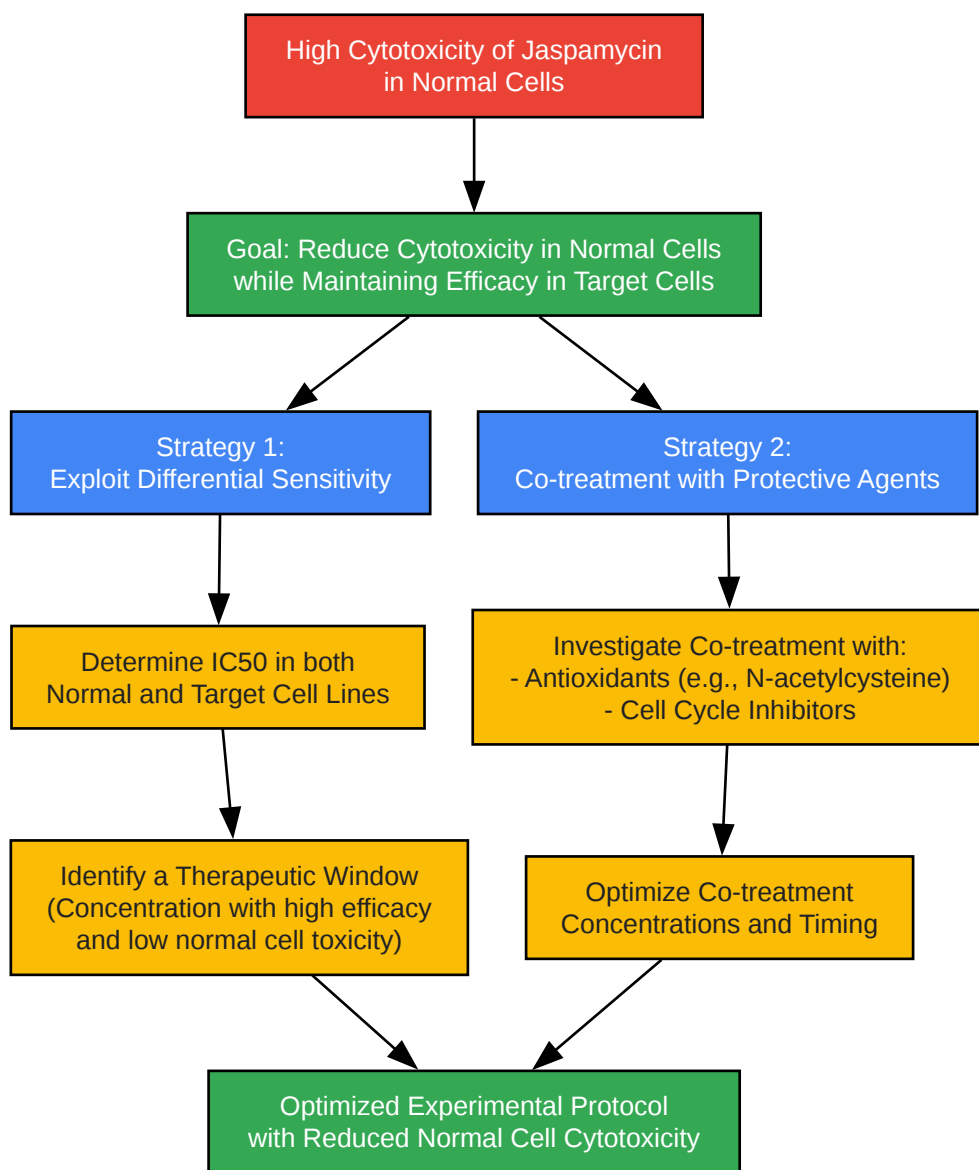 High Cytotoxicity of Jaspamycin
in Normal Cells
Goal: Reduce Cytotoxicity in Normal Cells
while Maintaining Efficacy in Target Cells
Strategy 1:
Exploit Differential Sensitivity
Strategy 2:
Co-treatment with Protective Agents
Determine IC50 in both
Normal and Target Cell Lines
Investigate Co-treatment with:
- Antioxidants (e.g., N-acetylcysteine)
- Cell Cycle Inhibitors
Identify a Therapeutic Window
(Concentration with high efficacy
and low normal cell toxicity)
Optimize Co-treatment
Concentrations and Timing
Optimized Experimental Protocol
with Reduced Normal Cell Cytotoxicity